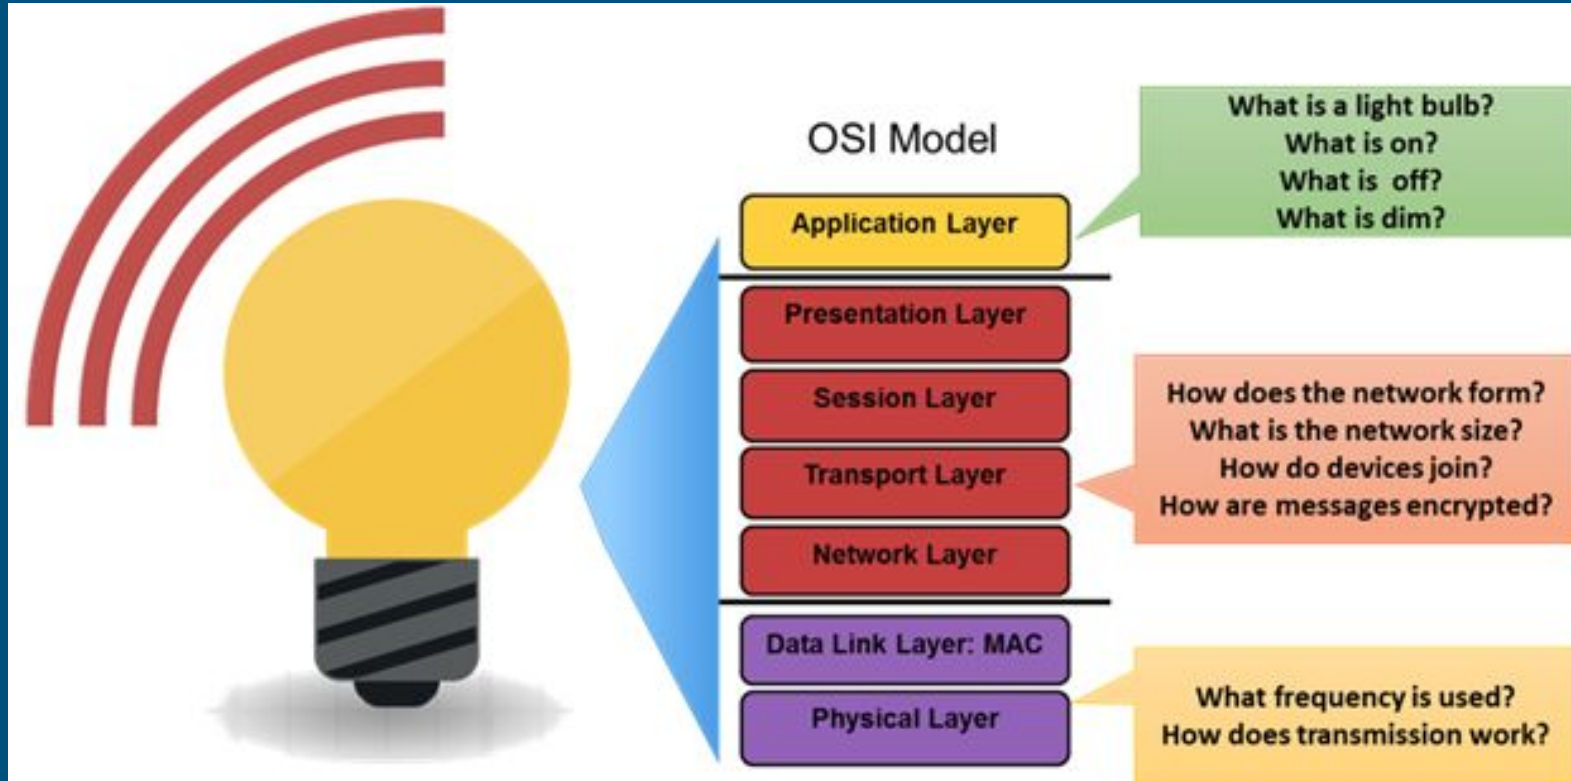 OSI Model
Application Layer
Presentation Layer
Session Layer
Transport Layer
Network Layer
Data Link Layer: MAC
Physical Layer
What is a light bulb?
What is on?
What is off?
What is dim?
How does the network form?
What is the network size?
How do devices join?
How are messages encrypted?
What frequency is used?
How does transmission work?